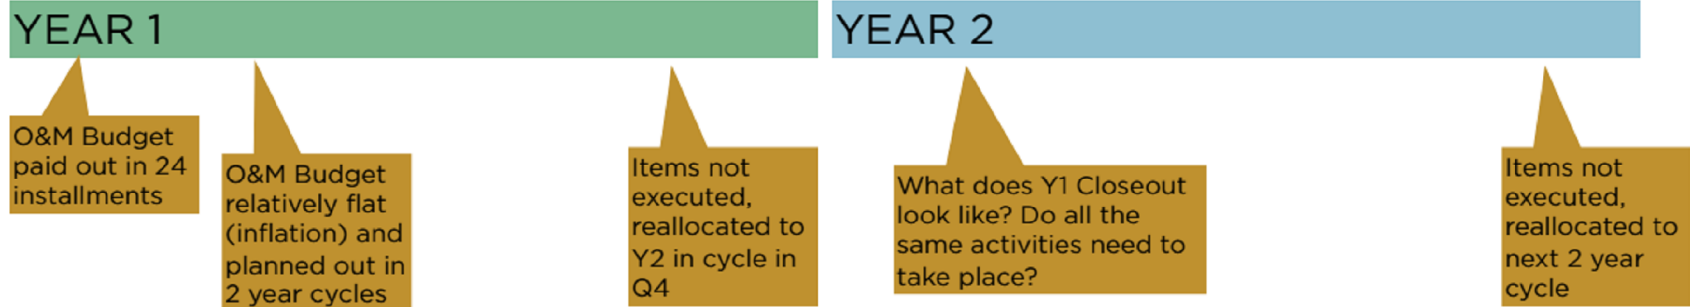 YEAR 1
YEAR 2
O&M Budget
paid out in 24
installments
O&M Budget
relatively flat
(inflation) and
planned out in
2 year cycles
Items not
executed,
reallocated to
Y2 in cycle in
Q4
What does Y1 Closeout
look like? Do all the
same activities need to
take place?
Items not
executed,
reallocated to
next 2 year
cycle